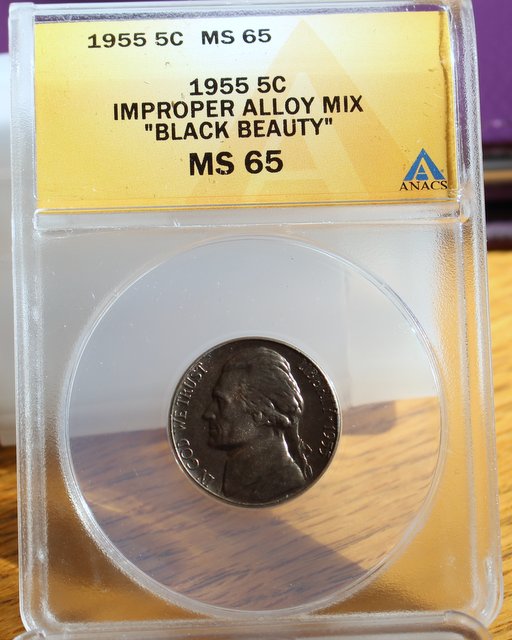 1955 5C MS 65
1955 5C
IMPROPER ALLOY MIX
"BLACK BEAUTY"
MS 65
ANACS
IN GOD WE TRUST
LIBERTY 1955